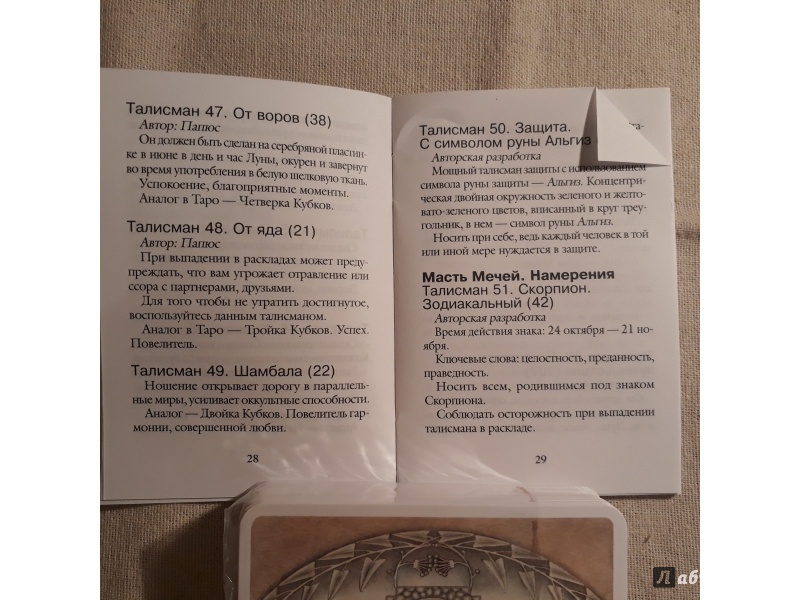 Талисман 47. От воров (38)
Автор: Папюс
Он должен быть сделан на серебряной пластин-
ке в июне в день и час Луны, окурен и завернут
во время употребления в белую шелковую ткань.
Успокоение, благоприятные моменты.
Аналог в Таро — Четверка Кубков.
Талисман 48. От яда (21)
Автор: Папюс
При выпадении в раскладах может преду-
преждать, что вам угрожает отравление или
ссора с партнерами, друзьями.
Для того чтобы не утратить достигнутое,
воспользуйтесь данным талисманом.
Аналог в Таро — Тройка Кубков. Успех.
Повелитель.
Талисман 49. Шамбала (22)
Ношение открывает дорогу в параллель-
ные миры, усиливает оккультные способности.
Аналог — Двойка Кубков. Повелитель гар-
монии, совершенной любви.
28
Талисман 50. Защита.
С символом руны Альгиз
Авторская разработка
Мощный талисман защиты с использованием
символа руны защиты — Альгиз. Концентри-
ческая двойная окружность зеленого и желто-
вато-зеленого цветов, вписанный в круг треу-
гольник, в нем — символ руны Альгиз.
Носить при себе, ведь каждый человек в той
или иной мере нуждается в защите.
Масть Мечей. Намерения
Талисман 51. Скорпион.
Зодиакальный (42)
Авторская разработка
Время действия знака: 24 октября — 21 но-
ября.
Ключевые слова: целостность, преданность,
праведность.
Носить всем, родившимся под знаком
Скорпиона.
Соблюдать осторожность при выпадении
талисмана в раскладе.
29